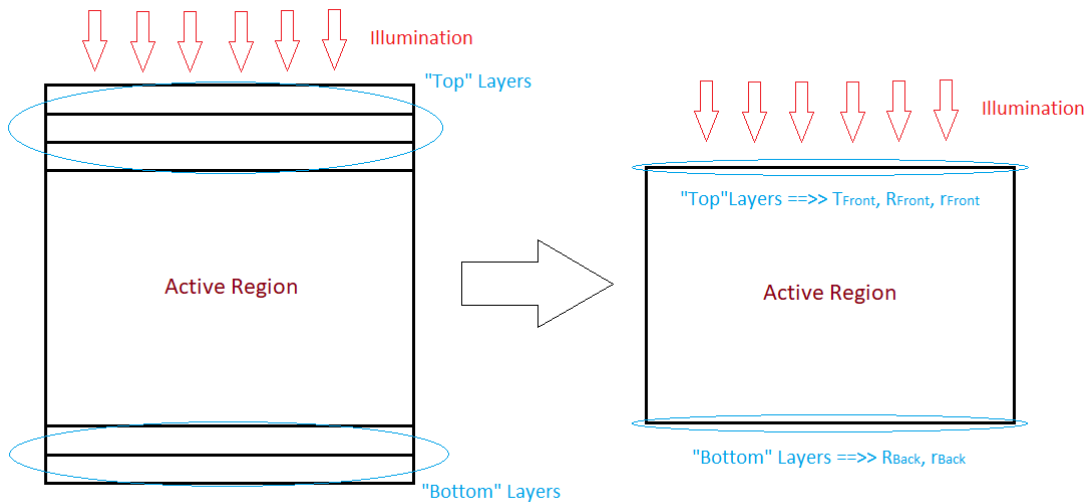 Illumination
"Top" Layers
Active Region
"Bottom" Layers
Illumination
"Top"Layers ==>> TFront, RFront, rFront
Active Region
"Bottom" Layers ==>> RBack, rBack